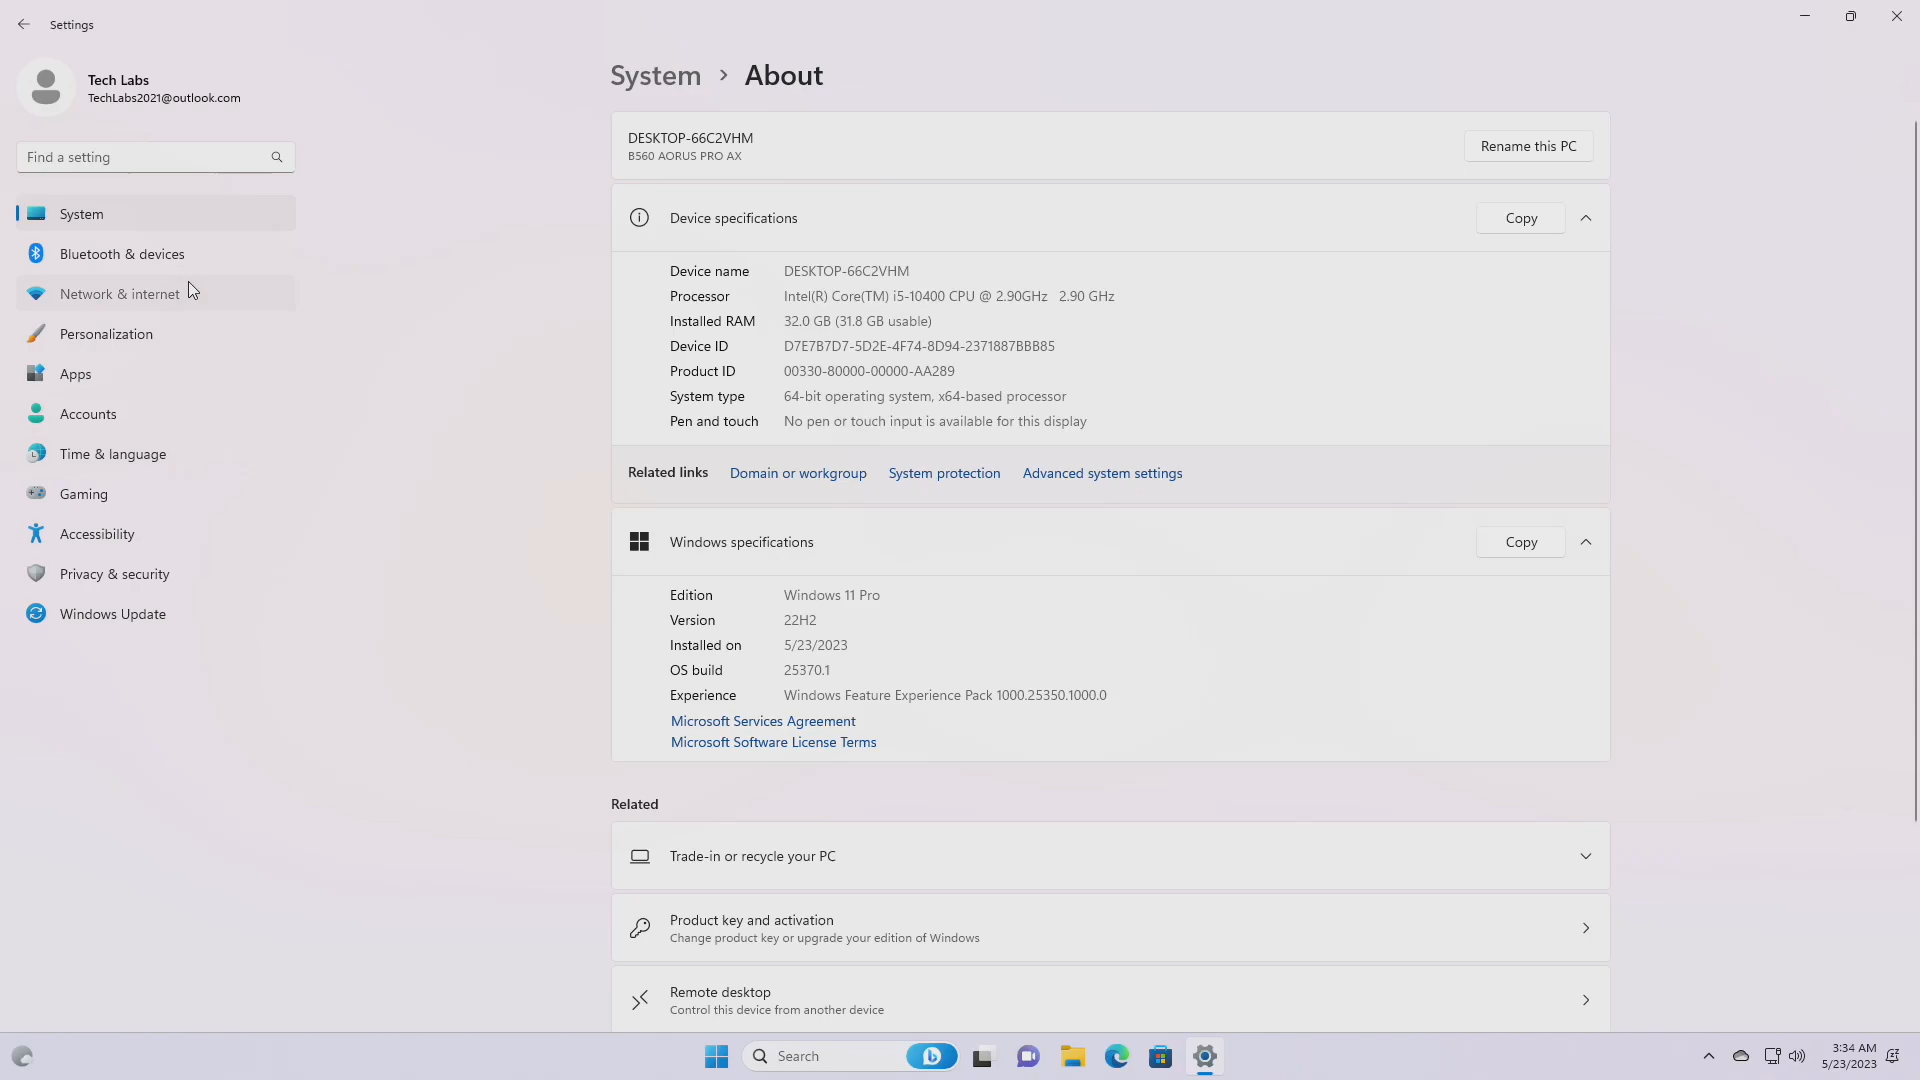 Settings
Tech Labs
TechLabs2021@outlook.com
Find a setting
System
Bluetooth & devices
Network & internet
Personalization
Apps
Accounts
Time & language
Gaming
Accessibility
Privacy & security
Windows Update
System > About
DESKTOP-66C2VHM
B560 AORUS PRO AX
Rename this PC
Device specifications Copy
Device name DESKTOP-66C2VHM
Processor Intel(R) Core(TM) i5-10400 CPU @ 2.90GHz 2.90 GHz
Installed RAM 32.0 GB (31.8 GB usable)
Device ID D7E7B7D7-5D2E-4F74-8D94-2371887BBB85
Product ID 00330-80000-00000-AA289
System type 64-bit operating system, x64-based processor
Pen and touch No pen or touch input is available for this display
Related links Domain or workgroup System protection Advanced system settings
Windows specifications Copy
Edition Windows 11 Pro
Version 22H2
Installed on 5/23/2023
OS build 25370.1
Experience Windows Feature Experience Pack 1000.25350.1000.0
Microsoft Services Agreement
Microsoft Software License Terms
Related
Trade-in or recycle your PC
Product key and activation
Change product key or upgrade your edition of Windows
Remote desktop
Control this device from another device
Search
3:34 AM
5/23/2023